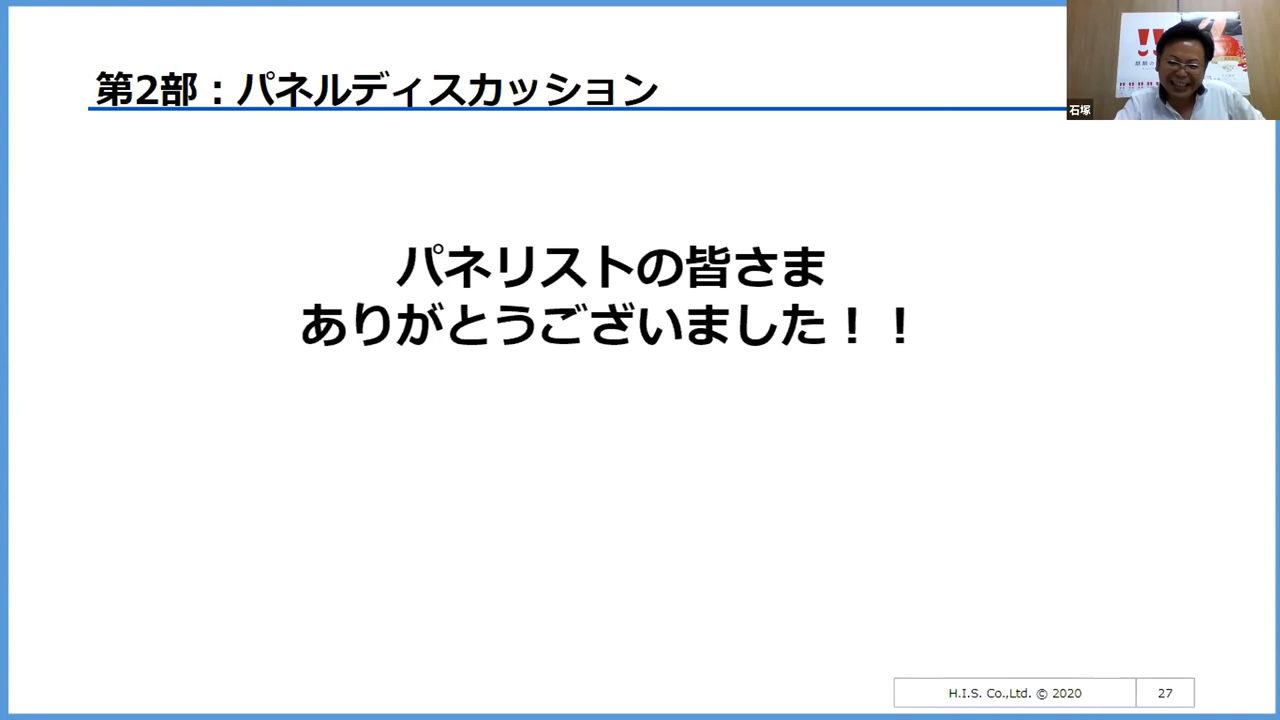 第2部：パネルディスカッション
石塚
パネリストの皆さま
ありがとうございました！！
H.I.S. Co.,Ltd. © 2020
27